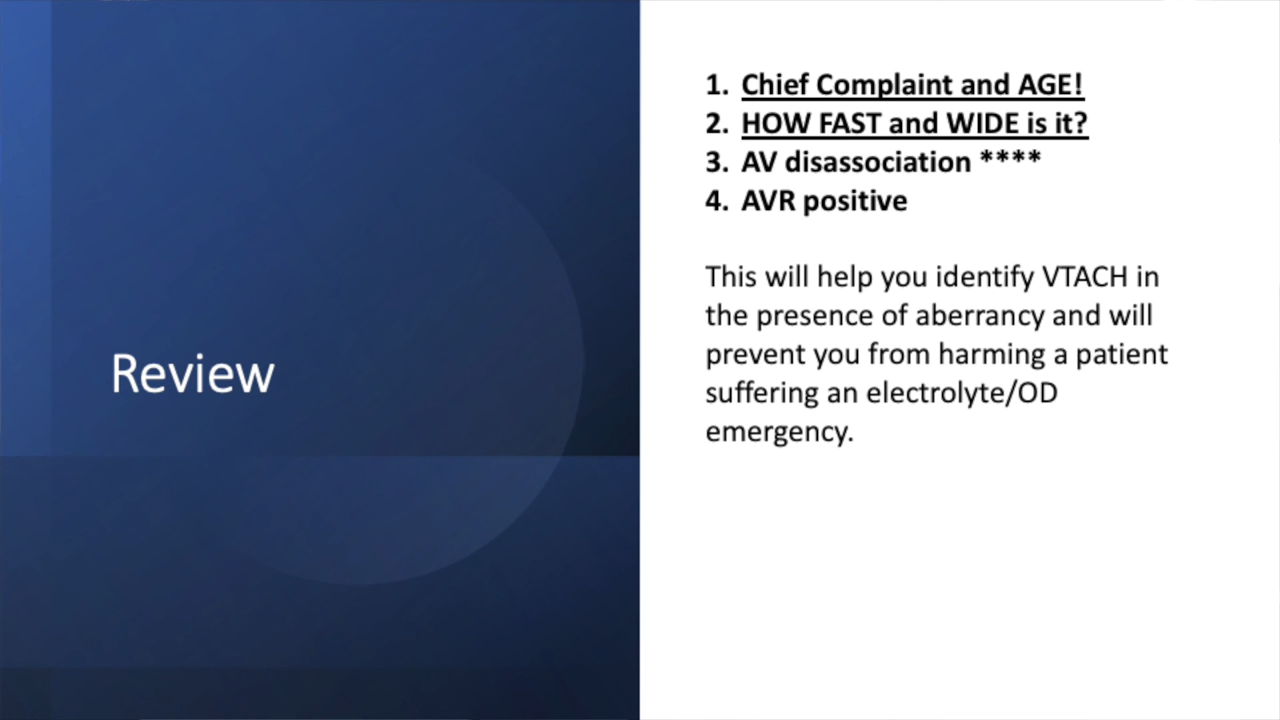 Review
1. Chief Complaint and AGE!
2. HOW FAST and WIDE is it?
3. AV disassociation ****
4. AVR positive
This will help you identify VTACH in
the presence of aberrancy and will
prevent you from harming a patient
suffering an electrolyte/OD
emergency.